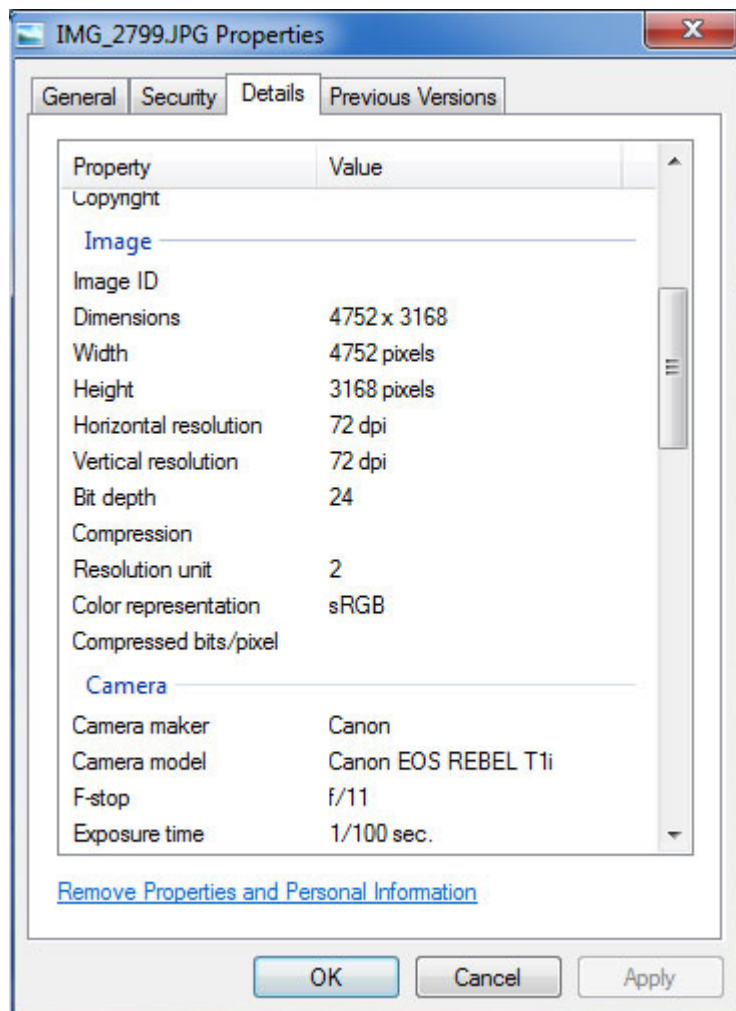 IMG_2799.JPG Properties
General Security Details Previous Versions
Property Value
Copyright
Image
Image ID
Dimensions 4752 x 3168
Width 4752 pixels
Height 3168 pixels
Horizontal resolution 72 dpi
Vertical resolution 72 dpi
Bit depth 24
Compression
Resolution unit 2
Color representation sRGB
Compressed bits/pixel
Camera
Camera maker Canon
Camera model Canon EOS REBEL T1i
F-stop f/11
Exposure time 1/100 sec.
Remove Properties and Personal Information
OK Cancel Apply